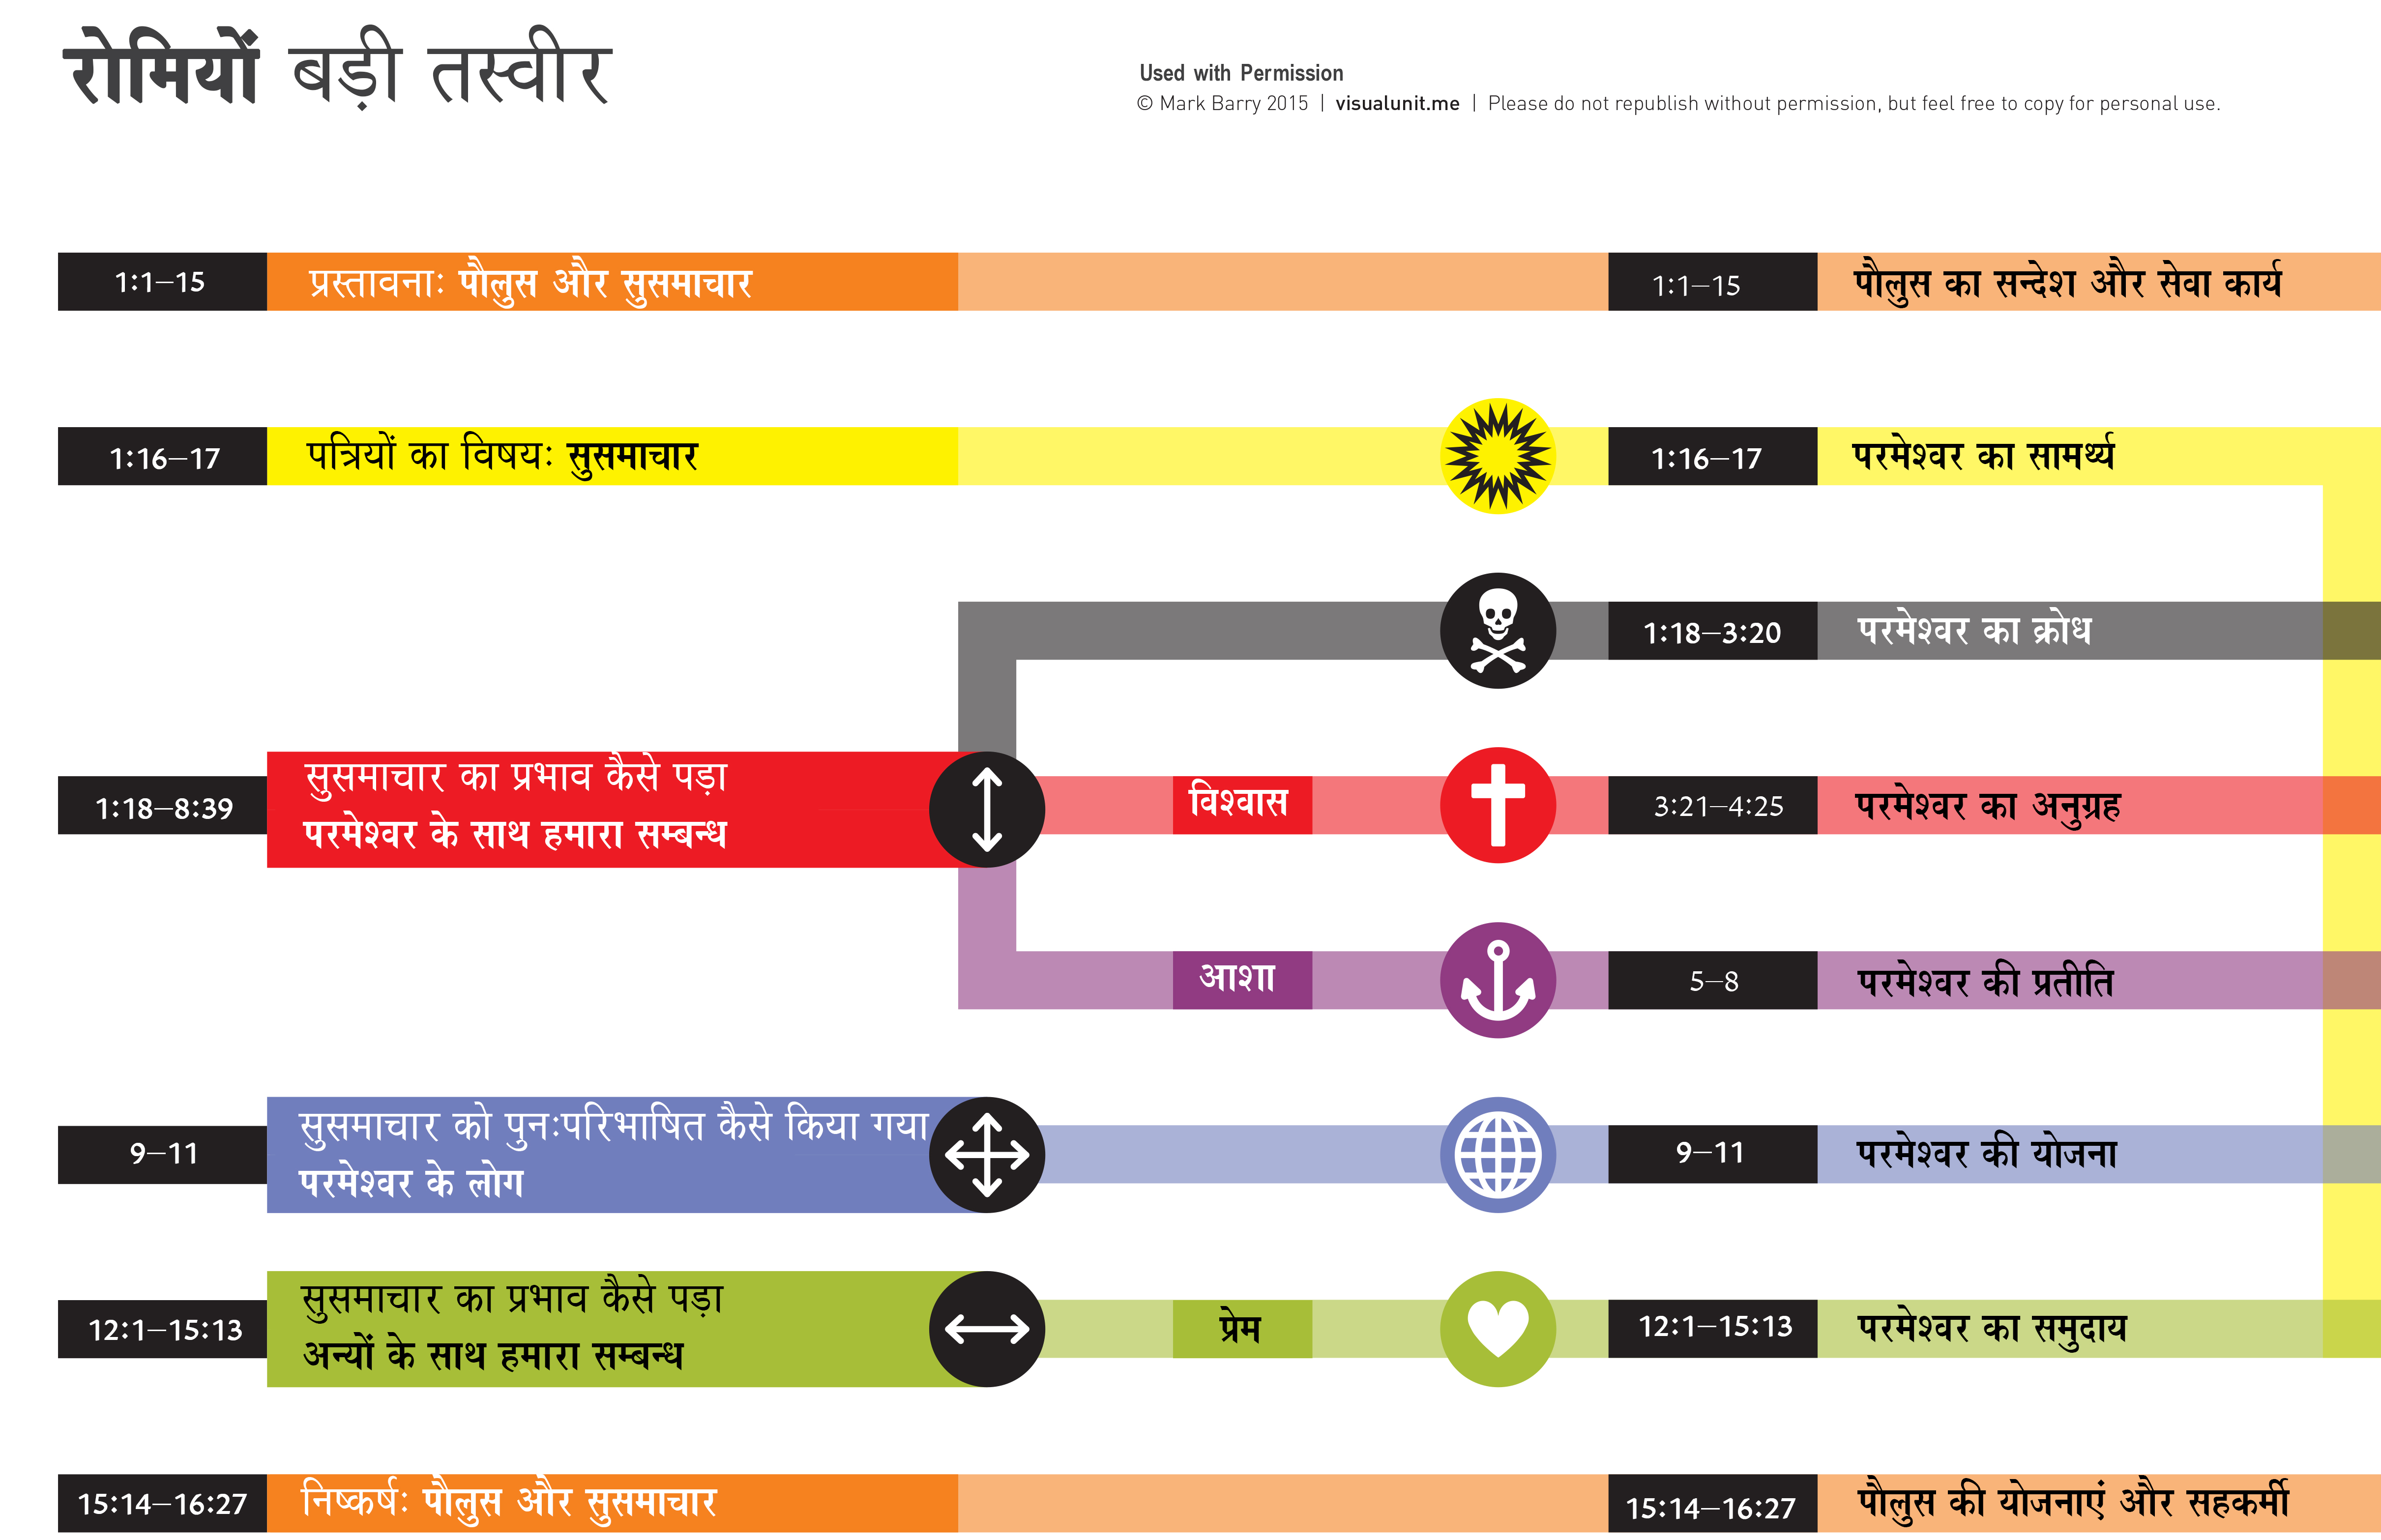 रोमियों बड़ी तस्वीर
Used with Permission
© Mark Barry 2015 | visualunit.me | Please do not republish without permission, but feel free to copy for personal use.
1:1–15 प्रस्तावनाः पौलुस और सुसमाचार 1:1–15 पौलुस का सन्देश और सेवा कार्य
1:16–17 पत्रियों का विषयः सुसमाचार 1:16–17 परमेश्वर का सामर्थ्य
1:18–3:20 परमेश्वर का क्रोध
1:18–8:39 सुसमाचार का प्रभाव कैसे पड़ा
परमेश्वर के साथ हमारा सम्बन्ध
विश्वास 3:21–4:25 परमेश्वर का अनुग्रह
आशा 5–8 परमेश्वर की प्रतीति
9–11 सुसमाचार को पुनःपरिभाषित कैसे किया गया
परमेश्वर के लोग
9–11 परमेश्वर की योजना
12:1–15:13 सुसमाचार का प्रभाव कैसे पड़ा
अन्यों के साथ हमारा सम्बन्ध
प्रेम 12:1–15:13 परमेश्वर का समुदाय
15:14–16:27 निष्कर्षः पौलुस और सुसमाचार 15:14–16:27 पौलुस की योजनाएं और सहकर्मी